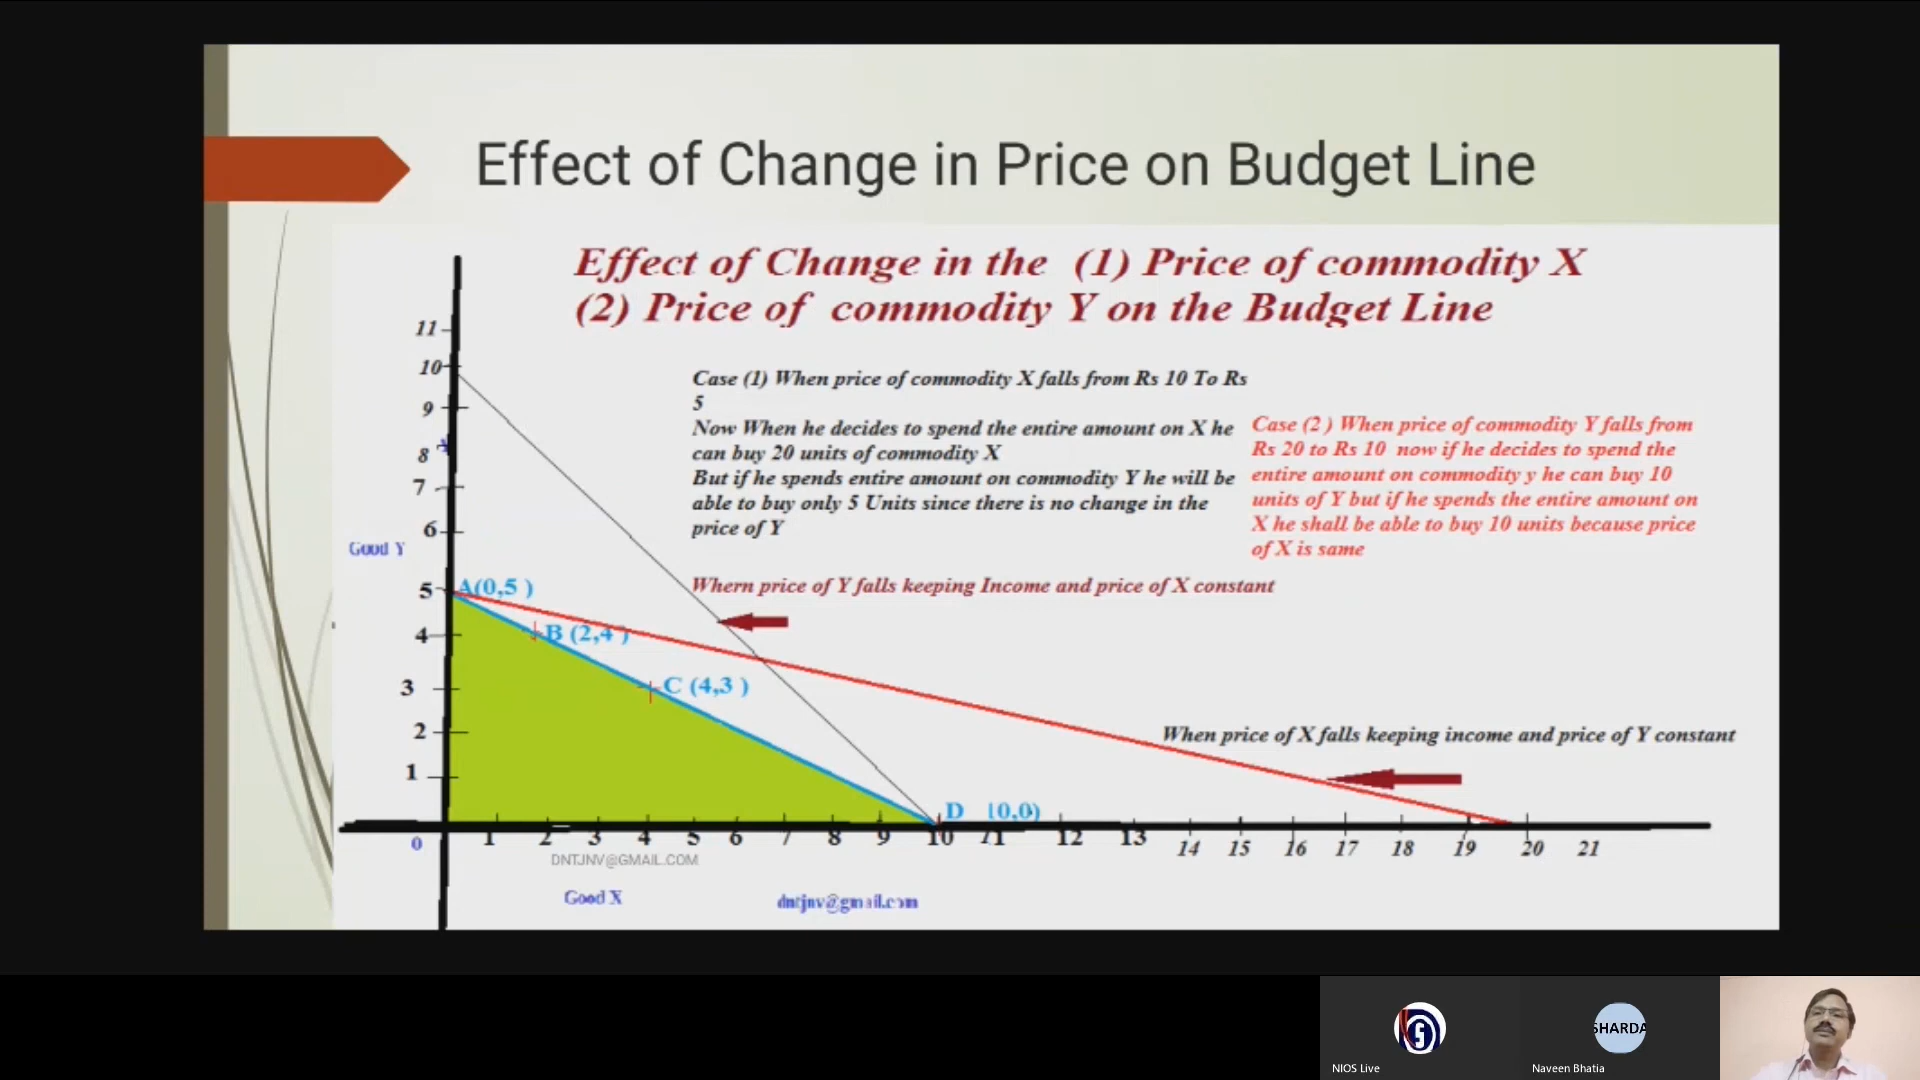 Effect of Change in Price on Budget Line
Effect of Change in the (1) Price of commodity X
(2) Price of commodity Y on the Budget Line
11
10
9
8
7
6
5
4
3
2
1
0
Good Y
Case (1) When price of commodity X falls from Rs 10 To Rs
5
Now When he decides to spend the entire amount on X he
can buy 20 units of commodity X
But if he spends entire amount on commodity Y he will be
able to buy only 5 Units since there is no change in the
price of Y
Case (2 ) When price of commodity Y falls from
Rs 20 to Rs 10 now if he decides to spend the
entire amount on commodity y he can buy 10
units of Y but if he spends the entire amount on
X he shall be able to buy 10 units because price
of X is same
Whern price of Y falls keeping Income and price of X constant
A(0,5 )
B (2,4 )
C (4,3 )
When price of X falls keeping income and price of Y constant
D 10,0)
1 2 3 4 5 6 7 8 9 10 11 12 13 14 15 16 17 18 19 20 21
DNTJNV@GMAIL.COM
Good X
dntjnv@gmail.com
SHARDA
NIOS Live
Naveen Bhatia